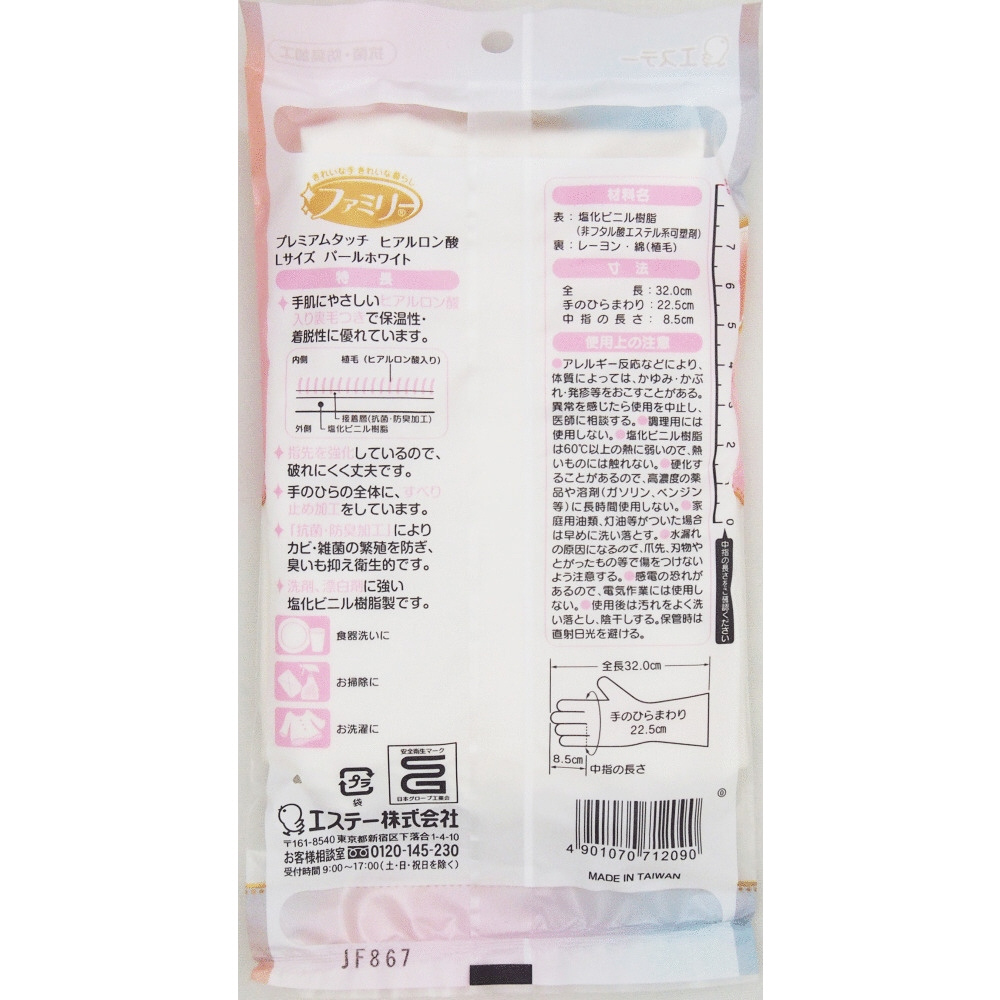 抗菌・防臭加工
エステー
きれいな手 きれいな暮らし
ファミリー®
プレミアムタッチ ヒアルロン酸
Lサイズ パールホワイト
特長
手肌にやさしいヒアルロン酸
入り裏毛つきで保温性・
着脱性に優れています。
内側 植毛(ヒアルロン酸入り)
接着層(抗菌・防臭加工)
外側 塩化ビニル樹脂
指先を強化しているので、
破れにくく丈夫です。
手のひらの全体に、すべり
止め加工をしています。
「抗菌・防臭加工」により
カビ・雑菌の繁殖を防ぎ、
臭いも抑え衛生的です。
洗剤、漂白剤に強い
塩化ビニル樹脂製です。
食器洗いに
お掃除に
お洗濯に
プラ
袋
安全衛生マーク
日本グローブ工業会
エステー株式会社
〒161-8540 東京都新宿区下落合1-4-10
お客様相談室 0120-145-230
受付時間 9:00〜17:00(土・日・祝日を除く)
材料名
表:塩化ビニル樹脂
(非フタル酸エステル系可塑剤)
裏:レーヨン・綿(植毛)
寸法
全長:32.0cm
手のひらまわり:22.5cm
中指の長さ:8.5cm
使用上の注意
●アレルギー反応などにより、
体質によっては、かゆみ・かぶ
れ・発疹等をおこすことがある。
異常を感じたら使用を中止し、
医師に相談する。●調理用には
使用しない。●塩化ビニル樹脂
は60℃以上の熱に弱いので、熱
いものには触れない。●硬化す
ることがあるので、高濃度の薬
品や溶剤(ガソリン、ベンジン
等)に長時間使用しない。●家
庭用油類、灯油等がついた場合
は早めに洗い落とす。●水漏れ
の原因になるので、爪先、刃物や
とがったもの等で傷をつけない
よう注意する。●感電の恐れが
あるので、電気作業には使用し
ない。●使用後は汚れをよく洗
い落とし、陰干しする。保管時は
直射日光を避ける。
7
6
5
4
3
2
1
0
中指の長さをご確認ください
全長32.0cm
手のひらまわり
22.5cm
8.5cm
中指の長さ
4 901070 712090
MADE IN TAIWAN
JF867